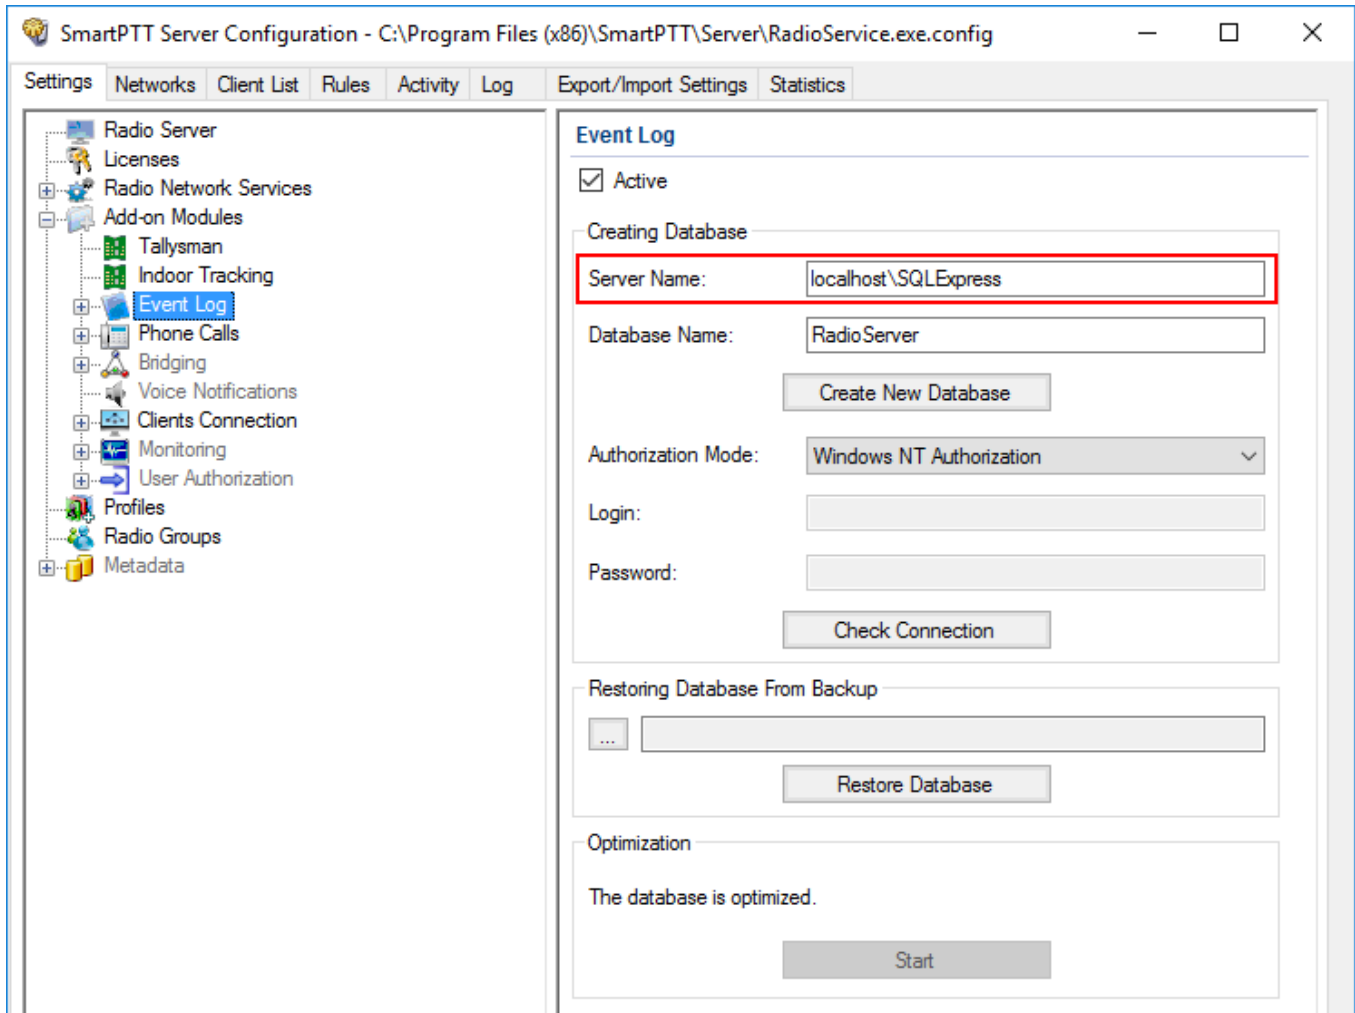 SmartPTT Server Configuration - C:\Program Files (x86)\SmartPTT\Server\RadioService.exe.config
Settings Networks Client List Rules Activity Log Export/Import Settings Statistics
Radio Server
Licenses
Radio Network Services
Add-on Modules
Tallysman
Indoor Tracking
Event Log
Phone Calls
Bridging
Voice Notifications
Clients Connection
Monitoring
User Authorization
Profiles
Radio Groups
Metadata
Event Log
Active
Creating Database
Server Name: localhost\SQLExpress
Database Name: RadioServer
Create New Database
Authorization Mode: Windows NT Authorization
Login:
Password:
Check Connection
Restoring Database From Backup
...
Restore Database
Optimization
The database is optimized.
Start